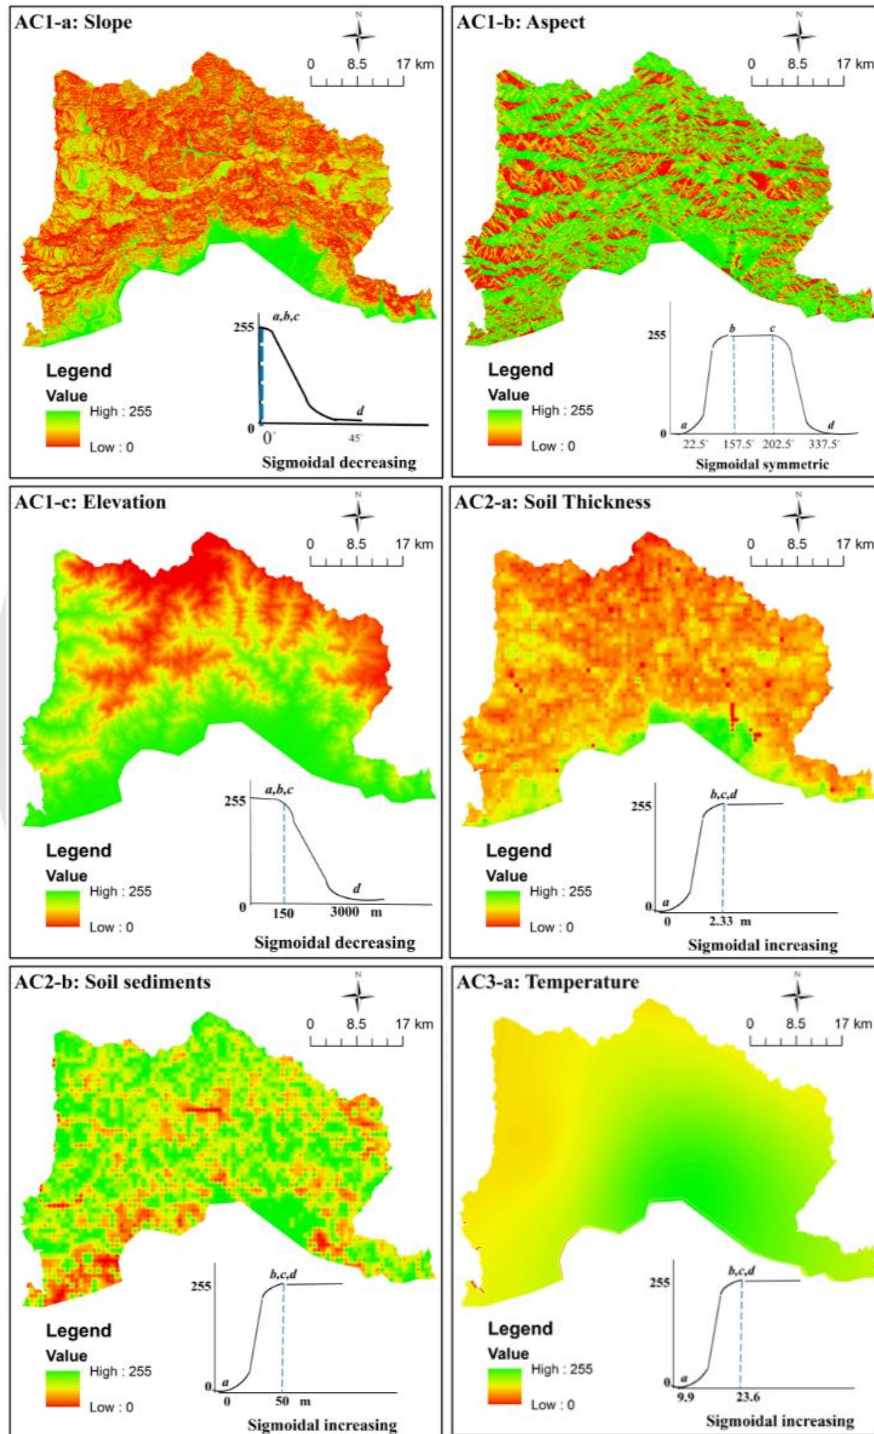 AC1-a: Slope
N
0 8.5 17 km
255
a,b,c
d
0
0°
45
Sigmoidal decreasing
Legend
Value
High : 255
Low : 0
AC1-b: Aspect
N
0 8.5 17 km
255
b
c
a
d
0
22.5°
157.5°
202.5°
337.5°
Sigmoidal symmetric
Legend
Value
High : 255
Low : 0
AC1-c: Elevation
N
0 8.5 17 km
255
a,b,c
d
0
150
3000 m
Sigmoidal decreasing
Legend
Value
High : 255
Low : 0
AC2-a: Soil Thickness
N
0 8.5 17 km
255
b,c,d
a
0
0
2.33 m
Sigmoidal increasing
Legend
Value
High : 255
Low : 0
AC2-b: Soil sediments
N
0 8.5 17 km
255
b,c,d
a
0
0
50 m
Sigmoidal increasing
Legend
Value
High : 255
Low : 0
AC3-a: Temperature
N
0 8.5 17 km
255
b,c,d
a
0
9.9
23.6
Sigmoidal increasing
Legend
Value
High : 255
Low : 0